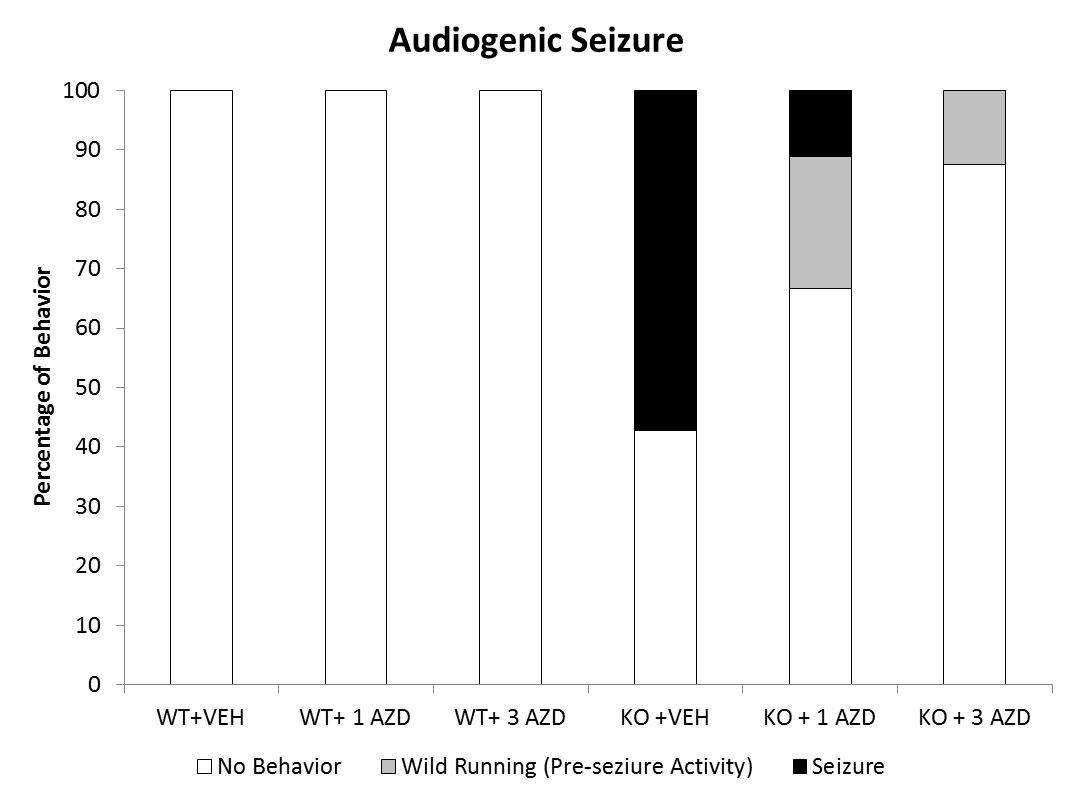 Audiogenic Seizure
Percentage of Behavior
100
90
80
70
60
50
40
30
20
10
0
WT+VEH WT+ 1 AZD WT+ 3 AZD KO +VEH KO + 1 AZD KO + 3 AZD
No Behavior Wild Running (Pre-seziure Activity) Seizure